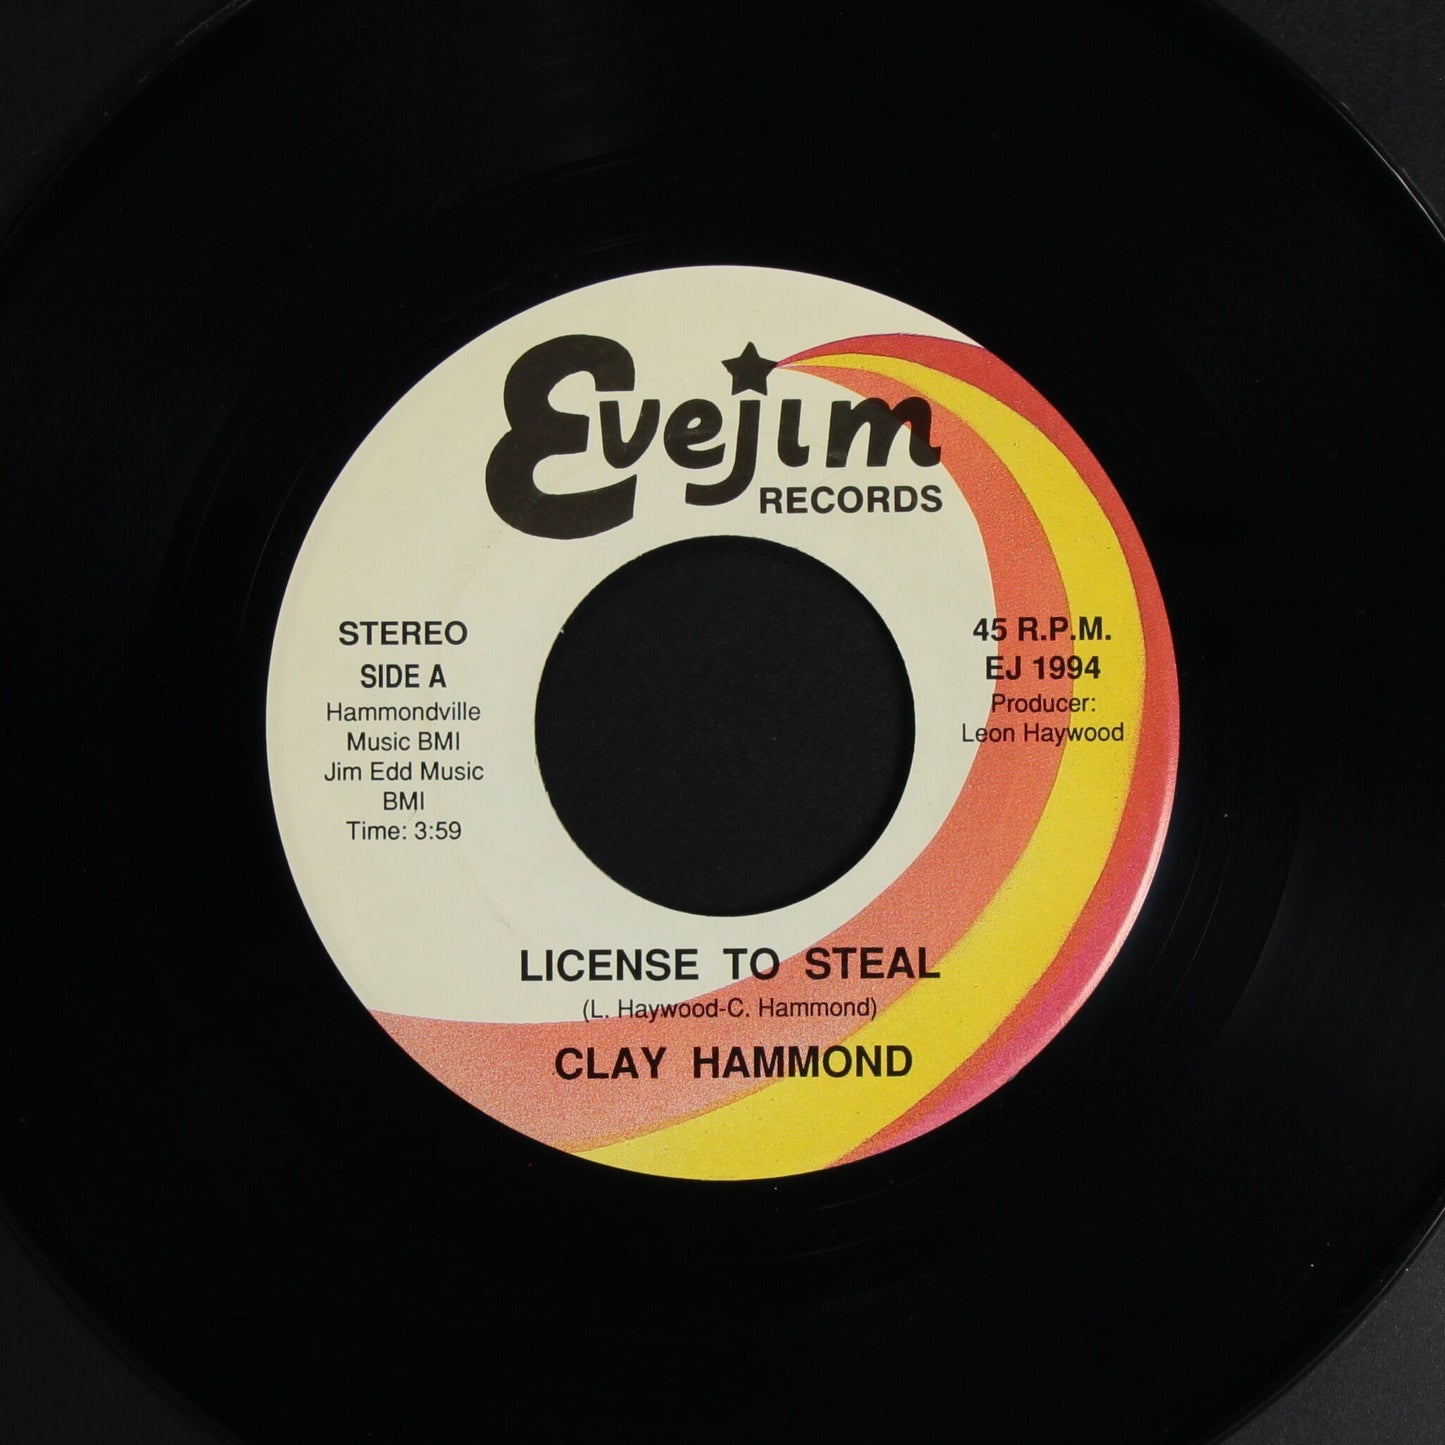 Evejim
RECORDS
STEREO
SIDE A
Hammondville
Music BMI
Jim Edd Music
BMI
Time: 3:59
45 R.P.M.
EJ 1994
Producer:
Leon Haywood
LICENSE TO STEAL
(L. Haywood-C. Hammond)
CLAY HAMMOND